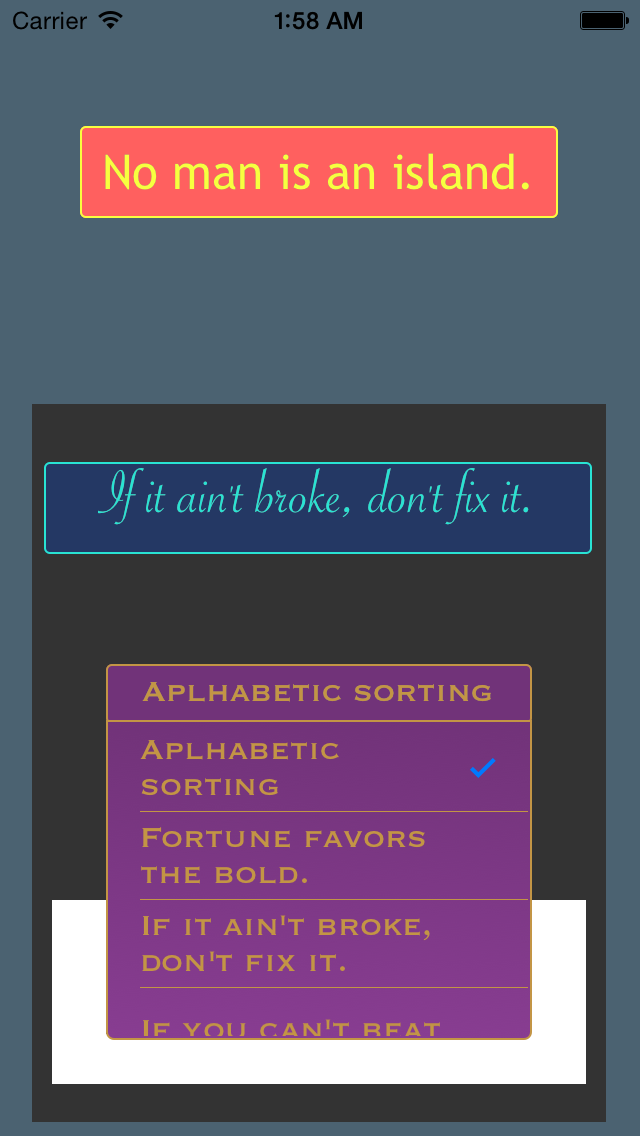 Carrier 1:58 AM
No man is an island.
If it ain't broke, don't fix it.
Aplhabetic sorting
Aplhabetic
sorting
Fortune favors
the bold.
If it ain't broke,
don't fix it.
If you can't beat